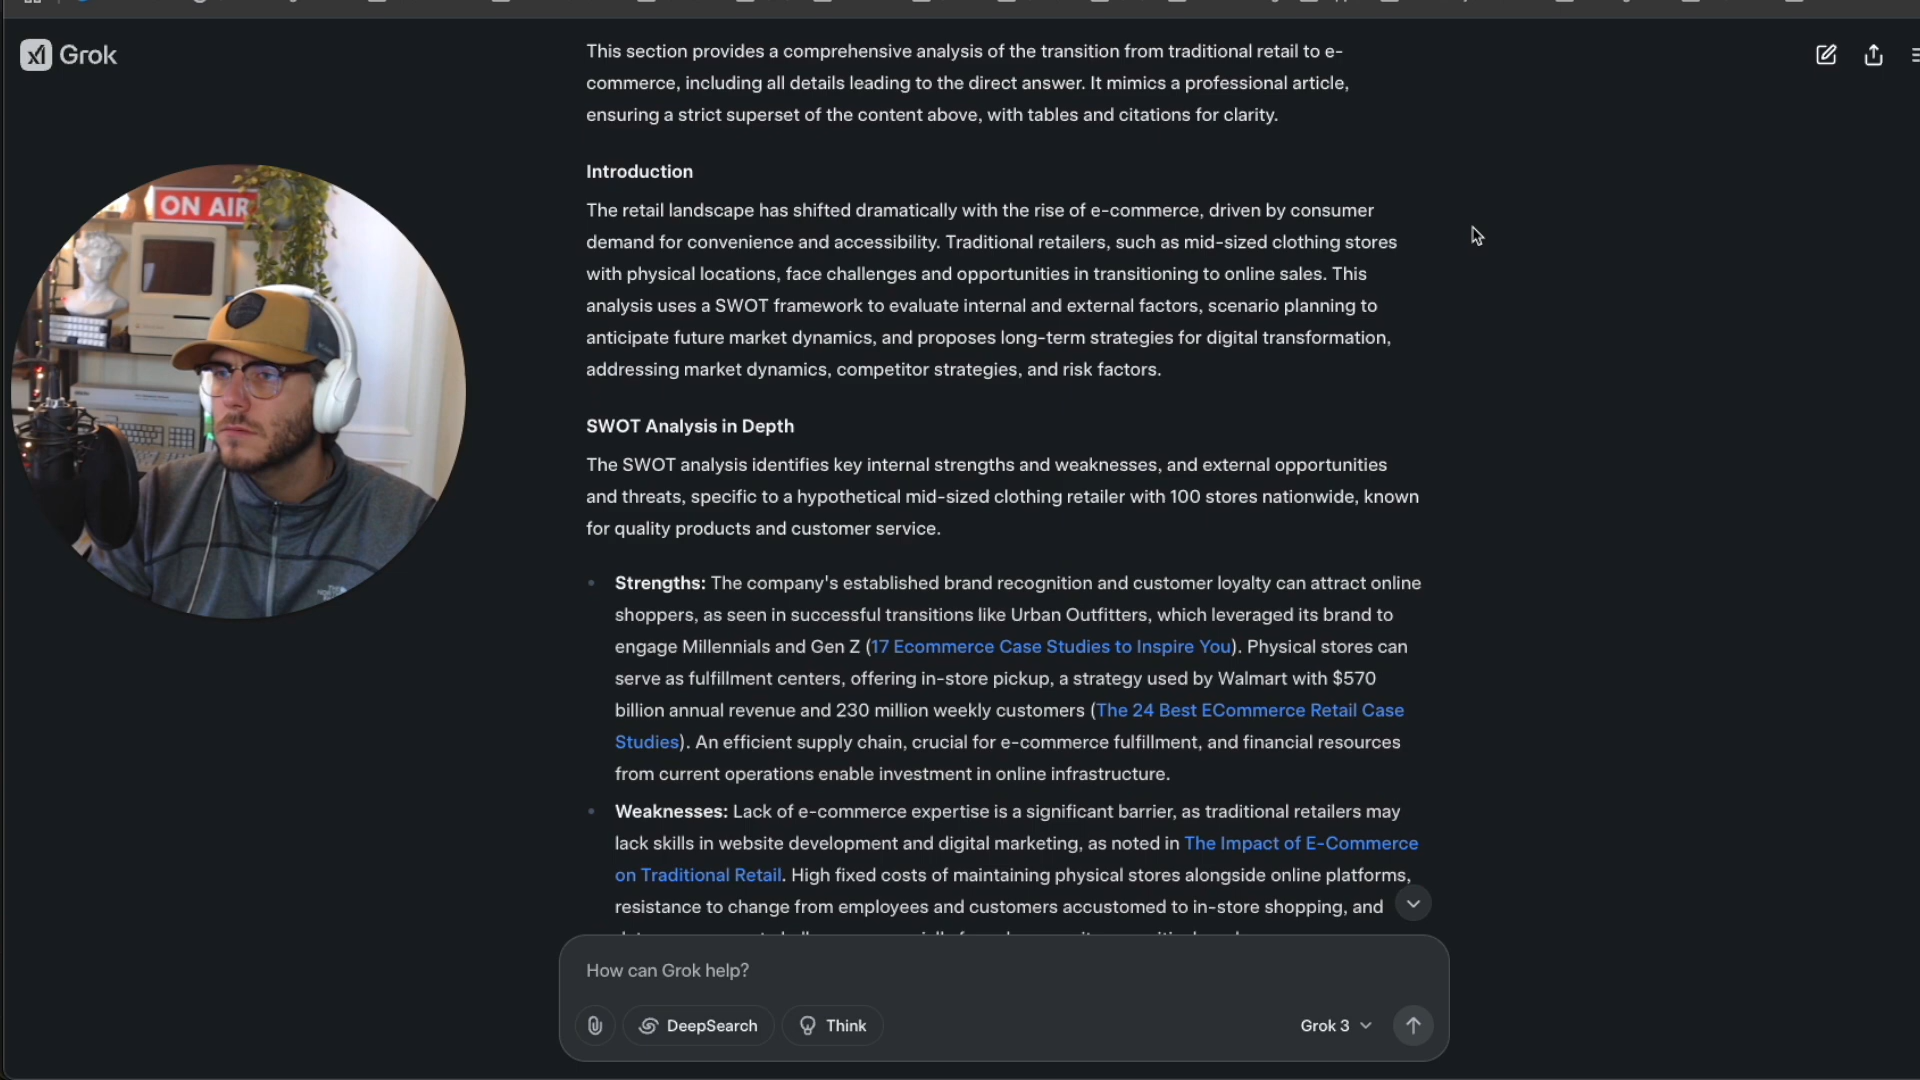 Grok
This section provides a comprehensive analysis of the transition from traditional retail to e-
commerce, including all details leading to the direct answer. It mimics a professional article,
ensuring a strict superset of the content above, with tables and citations for clarity.
Introduction
The retail landscape has shifted dramatically with the rise of e-commerce, driven by consumer
demand for convenience and accessibility. Traditional retailers, such as mid-sized clothing stores
with physical locations, face challenges and opportunities in transitioning to online sales. This
analysis uses a SWOT framework to evaluate internal and external factors, scenario planning to
anticipate future market dynamics, and proposes long-term strategies for digital transformation,
addressing market dynamics, competitor strategies, and risk factors.
SWOT Analysis in Depth
The SWOT analysis identifies key internal strengths and weaknesses, and external opportunities
and threats, specific to a hypothetical mid-sized clothing retailer with 100 stores nationwide, known
for quality products and customer service.
Strengths: The company's established brand recognition and customer loyalty can attract online
shoppers, as seen in successful transitions like Urban Outfitters, which leveraged its brand to
engage Millennials and Gen Z (17 Ecommerce Case Studies to Inspire You). Physical stores can
serve as fulfillment centers, offering in-store pickup, a strategy used by Walmart with $570
billion annual revenue and 230 million weekly customers (The 24 Best ECommerce Retail Case
Studies). An efficient supply chain, crucial for e-commerce fulfillment, and financial resources
from current operations enable investment in online infrastructure.
Weaknesses: Lack of e-commerce expertise is a significant barrier, as traditional retailers may
lack skills in website development and digital marketing, as noted in The Impact of E-Commerce
on Traditional Retail. High fixed costs of maintaining physical stores alongside online platforms,
resistance to change from employees and customers accustomed to in-store shopping, and
How can Grok help?
DeepSearch
Think
Grok 3
ON AIR